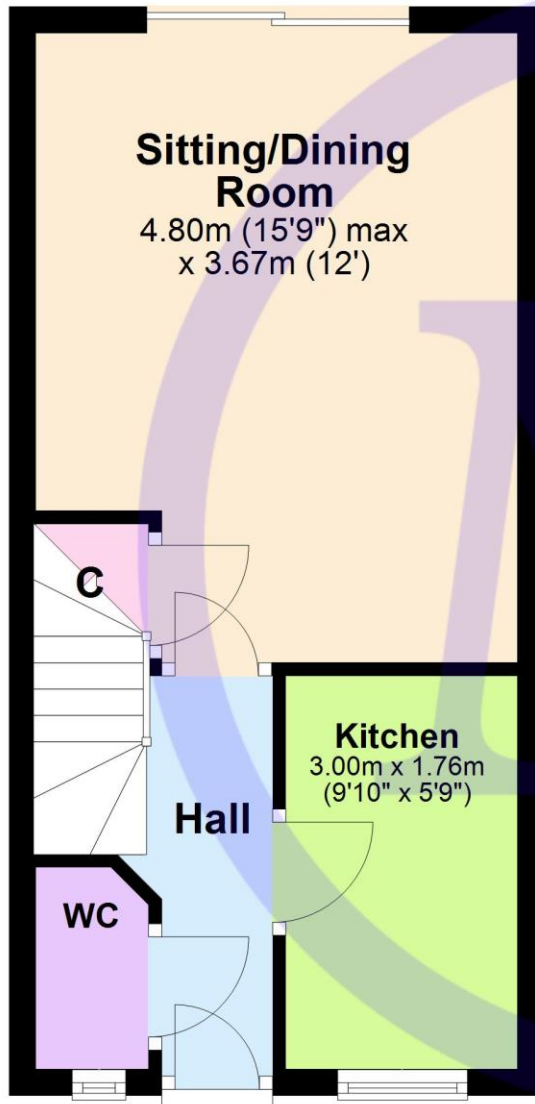 Sitting/Dining
Room
4.80m (15'9") max
x 3.67m (12')
C
Kitchen
3.00m x 1.76m
(9'10" x 5'9")
Hall
WC